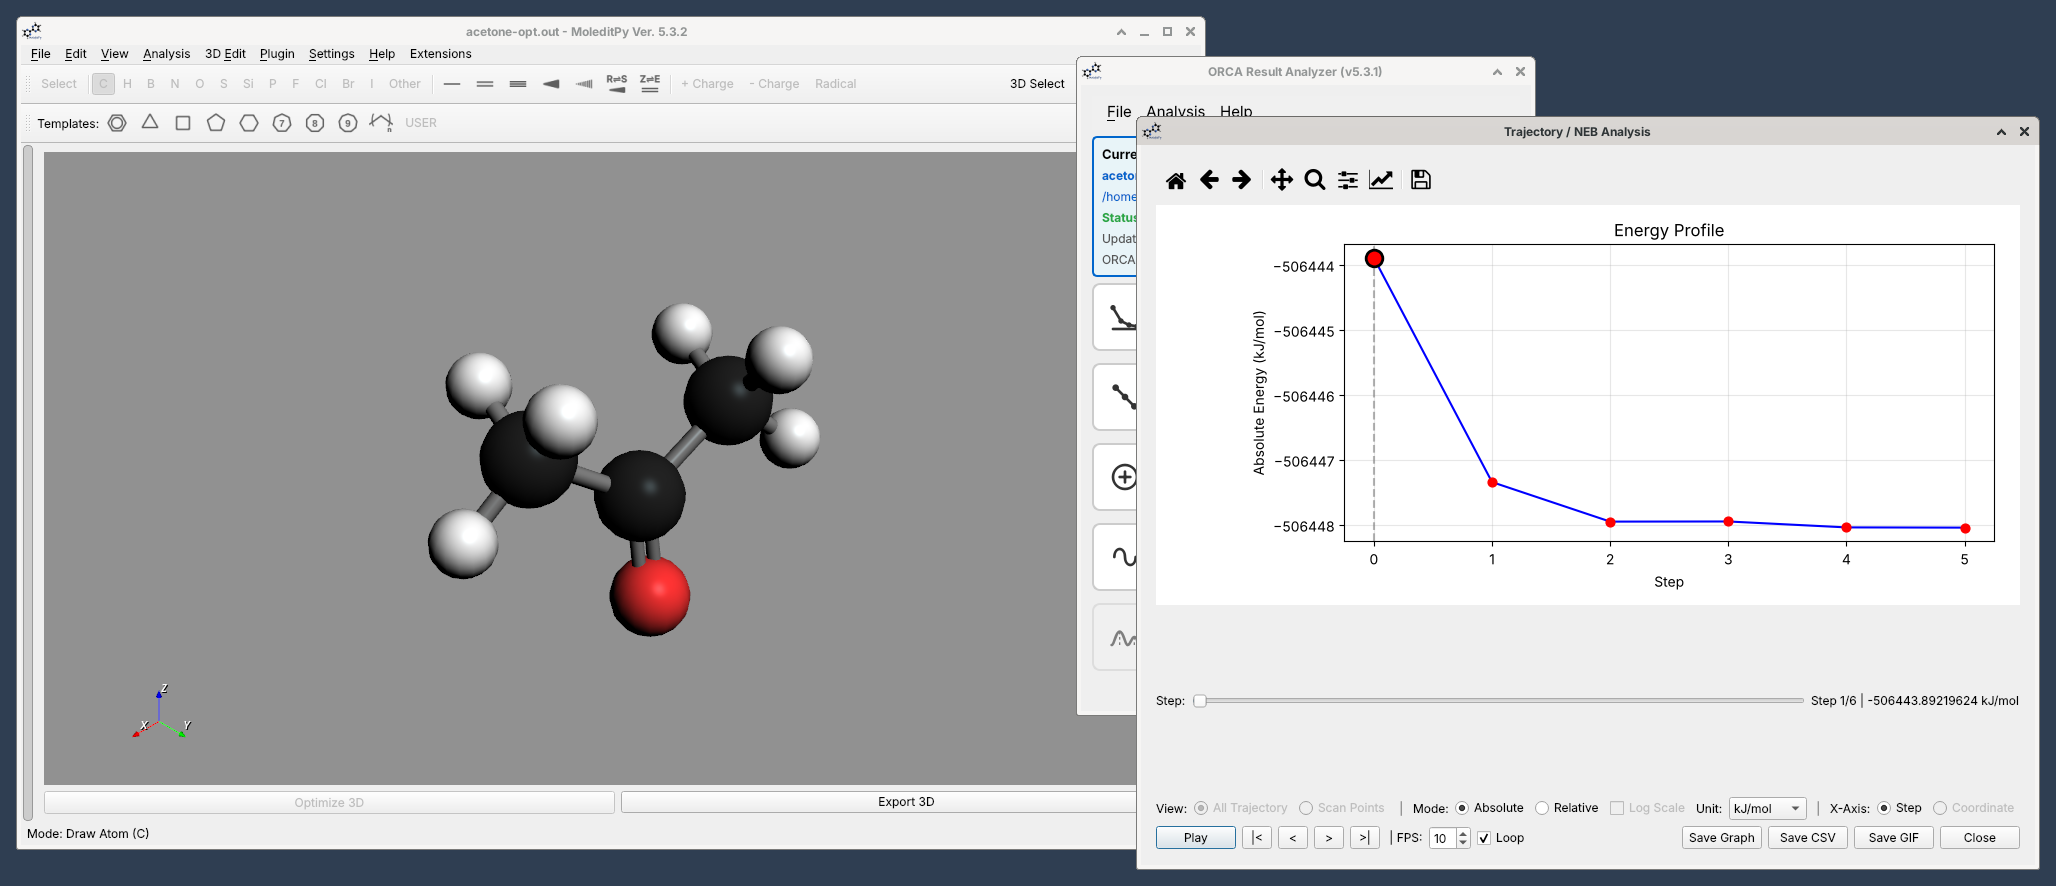 acetone-opt.out - MoleditPy Ver. 5.3.2
File Edit View Analysis 3D Edit Plugin Settings Help Extensions
Select C H B N O S Si P F Cl Br I Other R⇌S Z⇌E + Charge - Charge Radical 3D Select
Templates: 7 8 9 n USER
Z
X Y
Optimize 3D Export 3D
Mode: Draw Atom (C)
ORCA Result Analyzer (v5.3.1)
File Analysis Help
Curre
aceto
/home
Status
Updat
ORCA
Trajectory / NEB Analysis
Energy Profile
Absolute Energy (kJ/mol)
−506444
−506445
−506446
−506447
−506448
0 1 2 3 4 5
Step
Step: Step 1/6 | -506443.89219624 kJ/mol
View: All Trajectory Scan Points | Mode: Absolute Relative Log Scale Unit: kJ/mol | X-Axis: Step Coordinate
Play |< < > >| | FPS: 10 Loop Save Graph Save CSV Save GIF Close